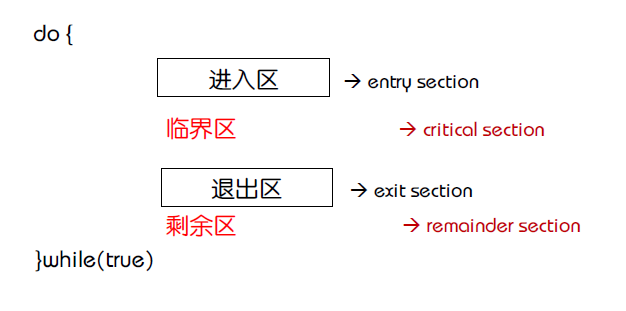 do {
进入区 → entry section
临界区 → critical section
退出区 → exit section
剩余区 → remainder section
}while(true)